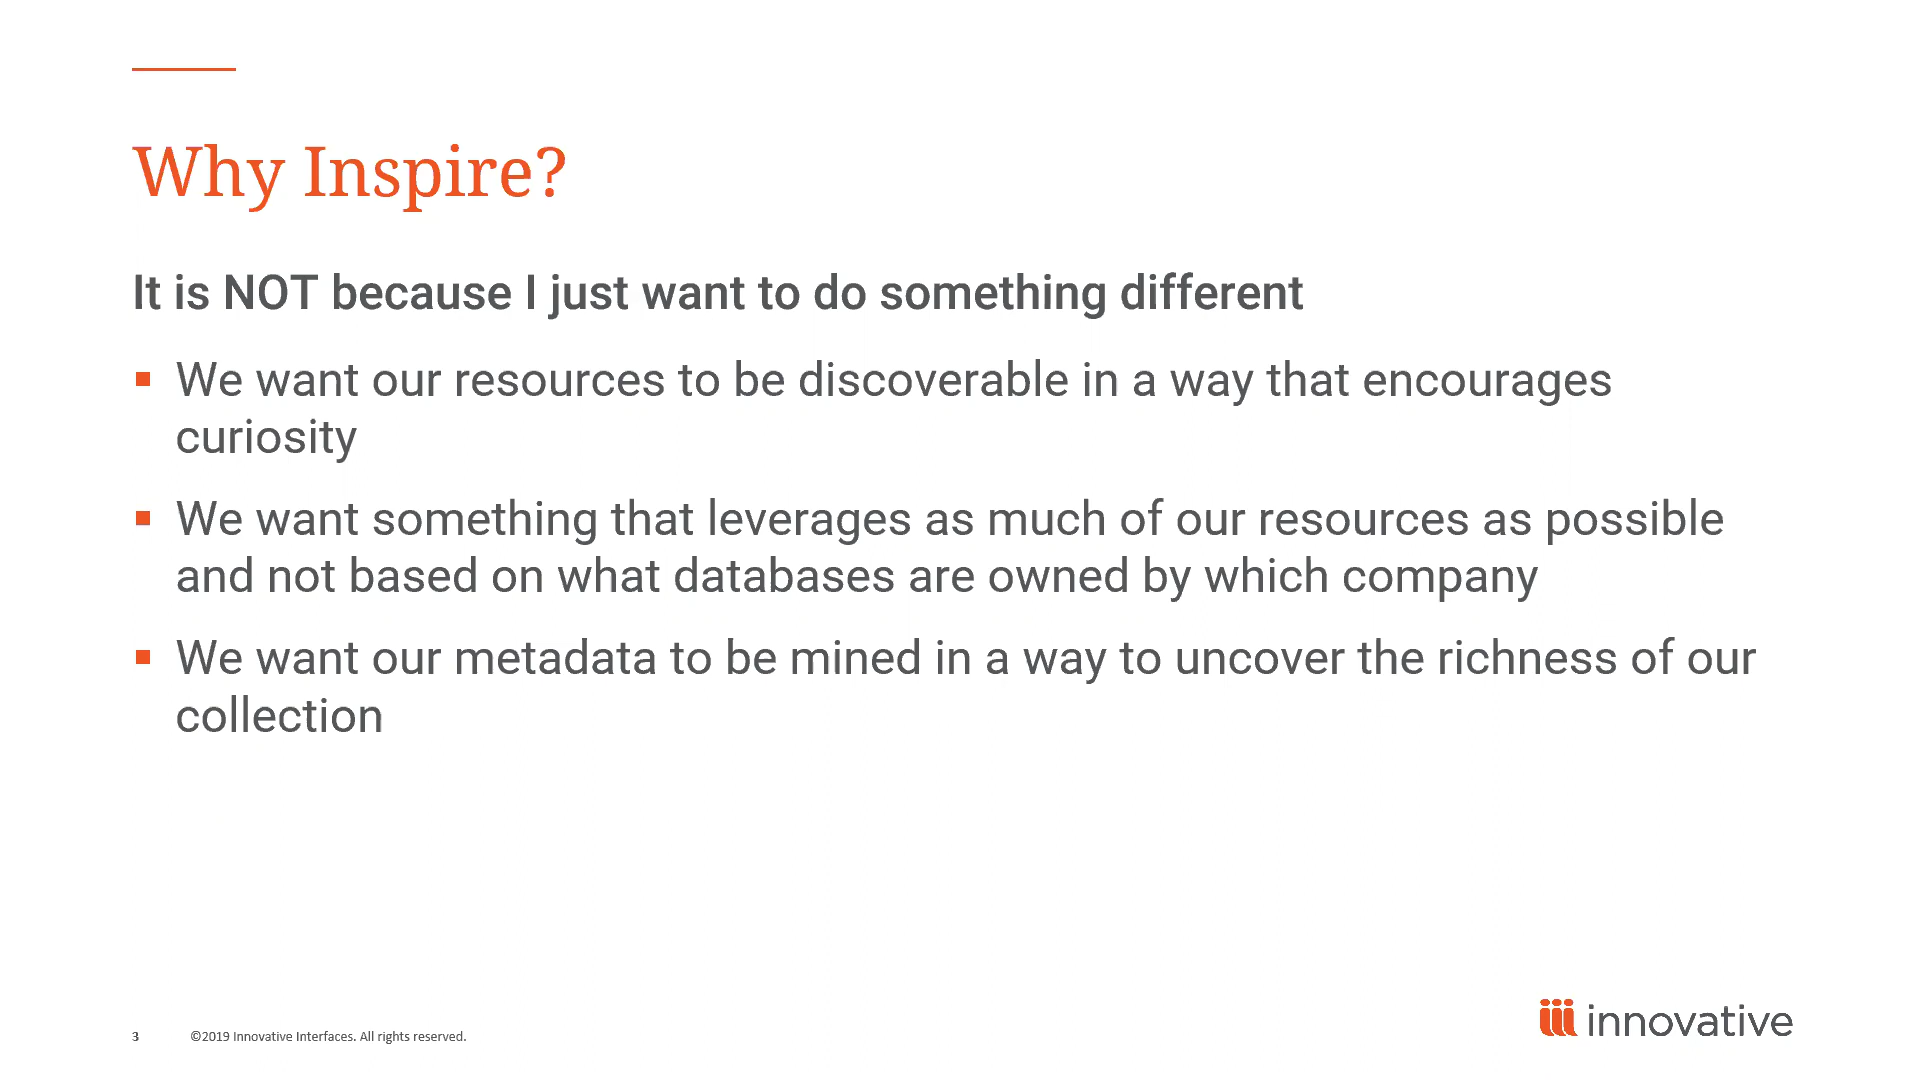 Why Inspire?
It is NOT because I just want to do something different
▪ We want our resources to be discoverable in a way that encourages
curiosity
▪ We want something that leverages as much of our resources as possible
and not based on what databases are owned by which company
▪ We want our metadata to be mined in a way to uncover the richness of our
collection
3 ©2019 Innovative Interfaces. All rights reserved.
innovative